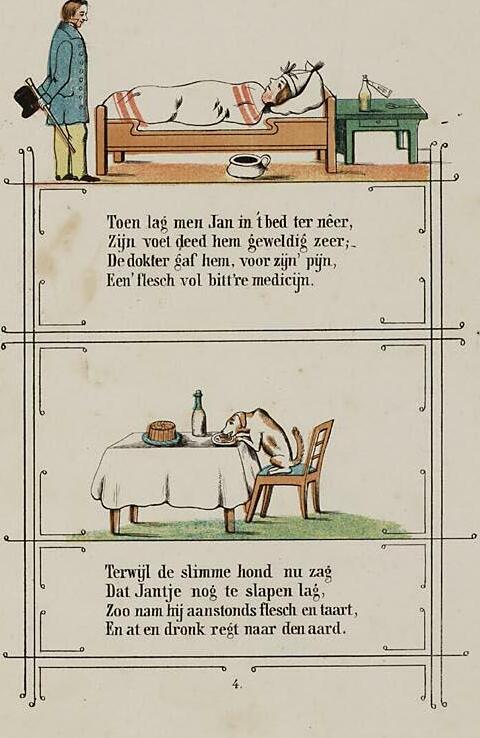 Toen lag men Jan in 't bed ter nêer,
Zijn voet deed hem geweldig zeer;_
De dokter gaf hem, voor zijn' pijn,
Een' flesch vol bitt're medicijn.
Terwijl de slimme hond nu zag
Dat Jantje nog te slapen lag,
Zoo nam hij aanstonds flesch en taart,
En at en dronk regt naar den aard.
4.